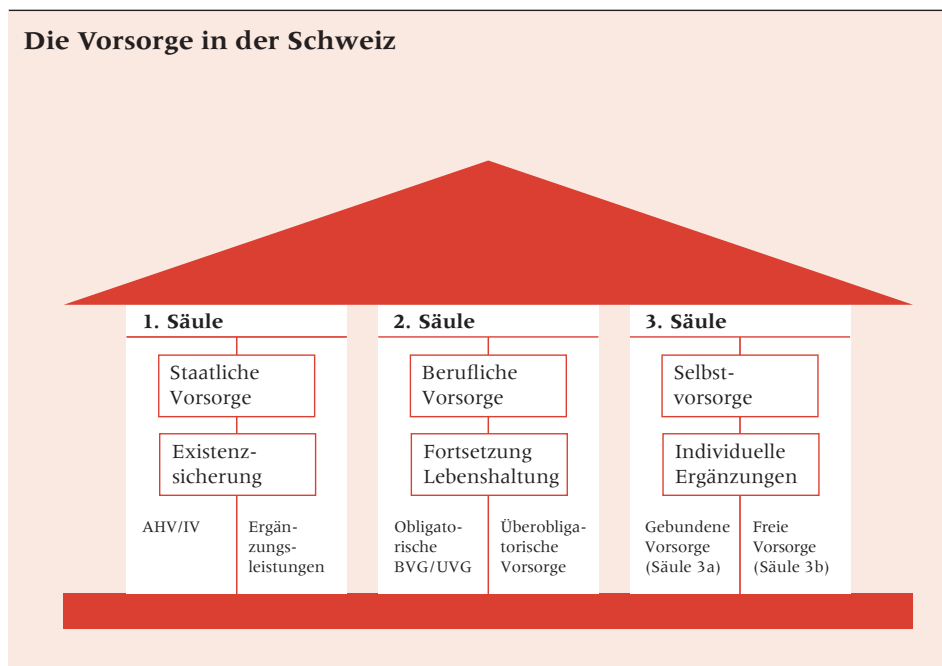 Die Vorsorge in der Schweiz
1. Säule
Staatliche
Vorsorge
Existenz-
sicherung
AHV/IV
Ergän-
zungs-
leistungen
2. Säule
Berufliche
Vorsorge
Fortsetzung
Lebenshaltung
Obligato-
rische
BVG/UVG
Überobliga-
torische
Vorsorge
3. Säule
Selbst-
vorsorge
Individuelle
Ergänzungen
Gebundene
Vorsorge
(Säule 3a)
Freie
Vorsorge
(Säule 3b)